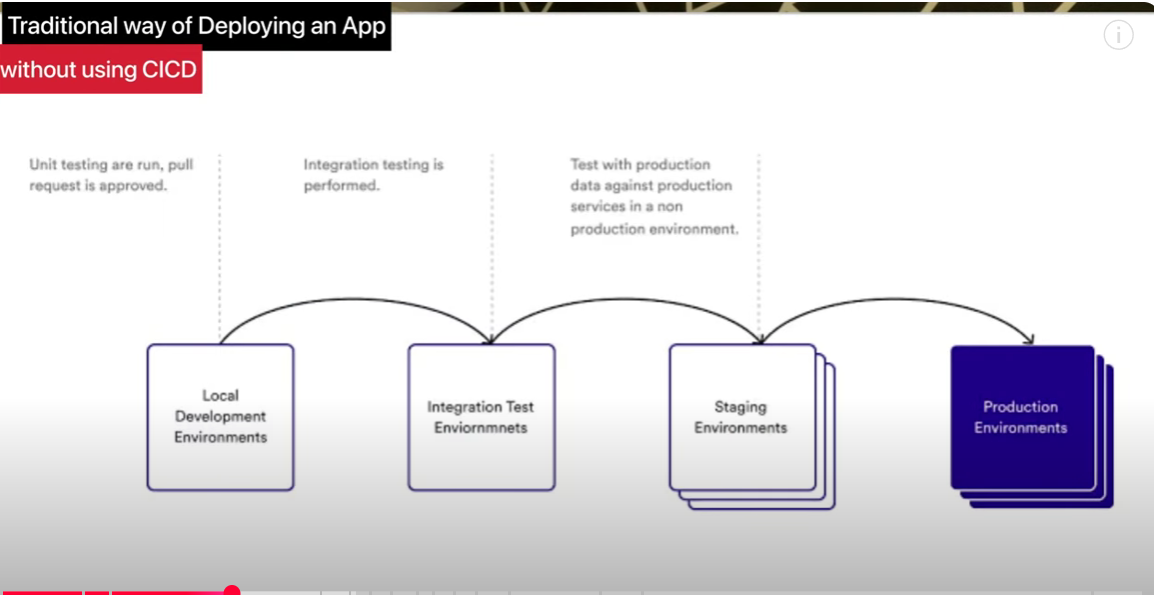 Traditional way of Deploying an App
without using CICD
Unit testing are run, pull
request is approved.
Integration testing is
performed.
Test with production
data against production
services in a non
production environment.
Local
Development
Environments
Integration Test
Enviornmnets
Staging
Environments
Production
Environments